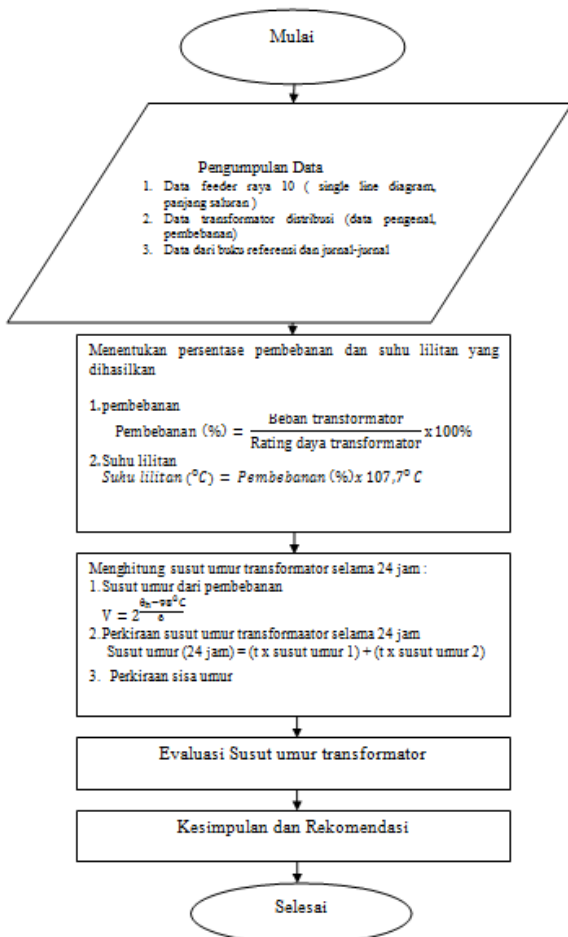 Mulai
Pengumpulan Data
1. Data feeder raya 10 ( single line diagram,
panjang saluran )
2. Data transformator distribusi (data pengenal,
pembebanan)
3. Data dari buku referensi dan jurnal-jurnal
Menentukan persentase pembebanan dan suhu lilitan yang
dihasilkan
1.pembebanan
Pembebanan (%) = Beban transformator / Rating daya transformator x 100%
2.Suhu lilitan
Suhu lilitan (⁰C) = Pembebanan (%)x 107,7⁰ C
Menghitung susut umur transformator selama 24 jam :
1.Susut umur dari pembebanan
V = 2^((θh−98⁰C)/6)
2.Perkiraan susut umur transformaator selama 24 jam
Susut umur (24 jam) = (t x susut umur 1) + (t x susut umur 2)
3. Perkiraan sisa umur
Evaluasi Susut umur transformator
Kesimpulan dan Rekomendasi
Selesai